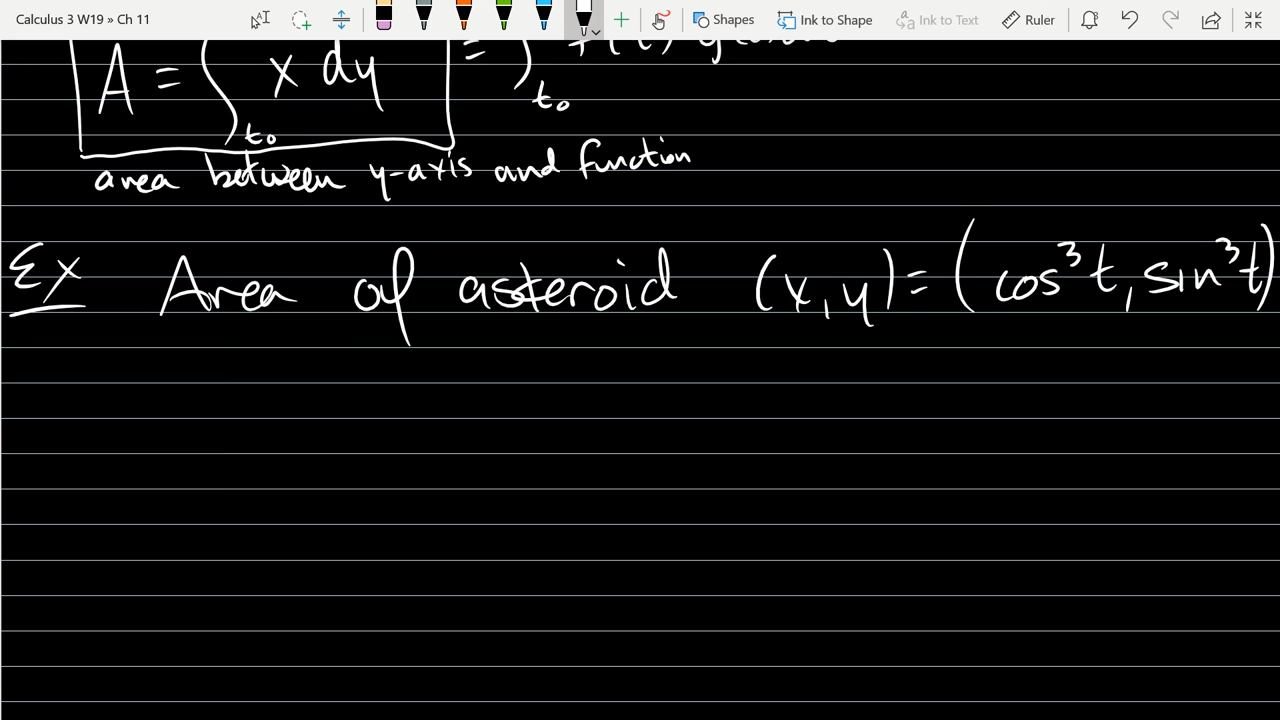 Calculus 3 W19 » Ch 11
Shapes
Ink to Shape
Ink to Text
Ruler
A = ∫ x dy =
t₀
t₀
area between y-axis and function
Ex Area of asteroid (x,y) = (cos³t, sin³t)